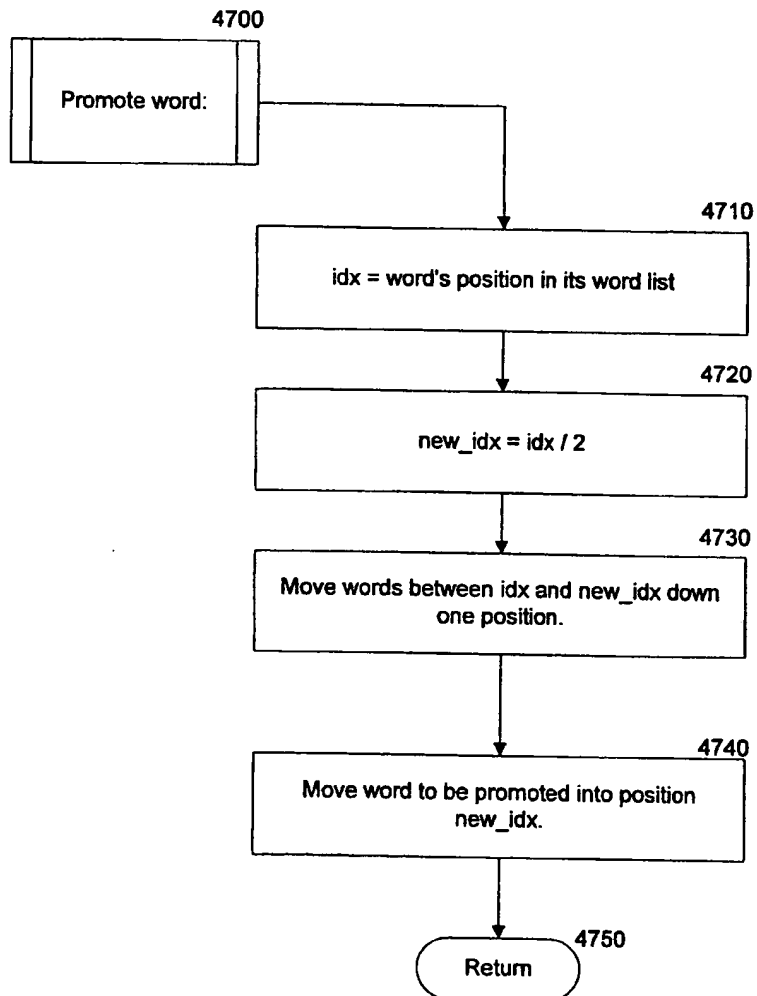 4700
Promote word:
4710
idx = word's position in its word list
4720
new_idx = idx / 2
4730
Move words between idx and new_idx down
one position.
4740
Move word to be promoted into position
new_idx.
4750
Return